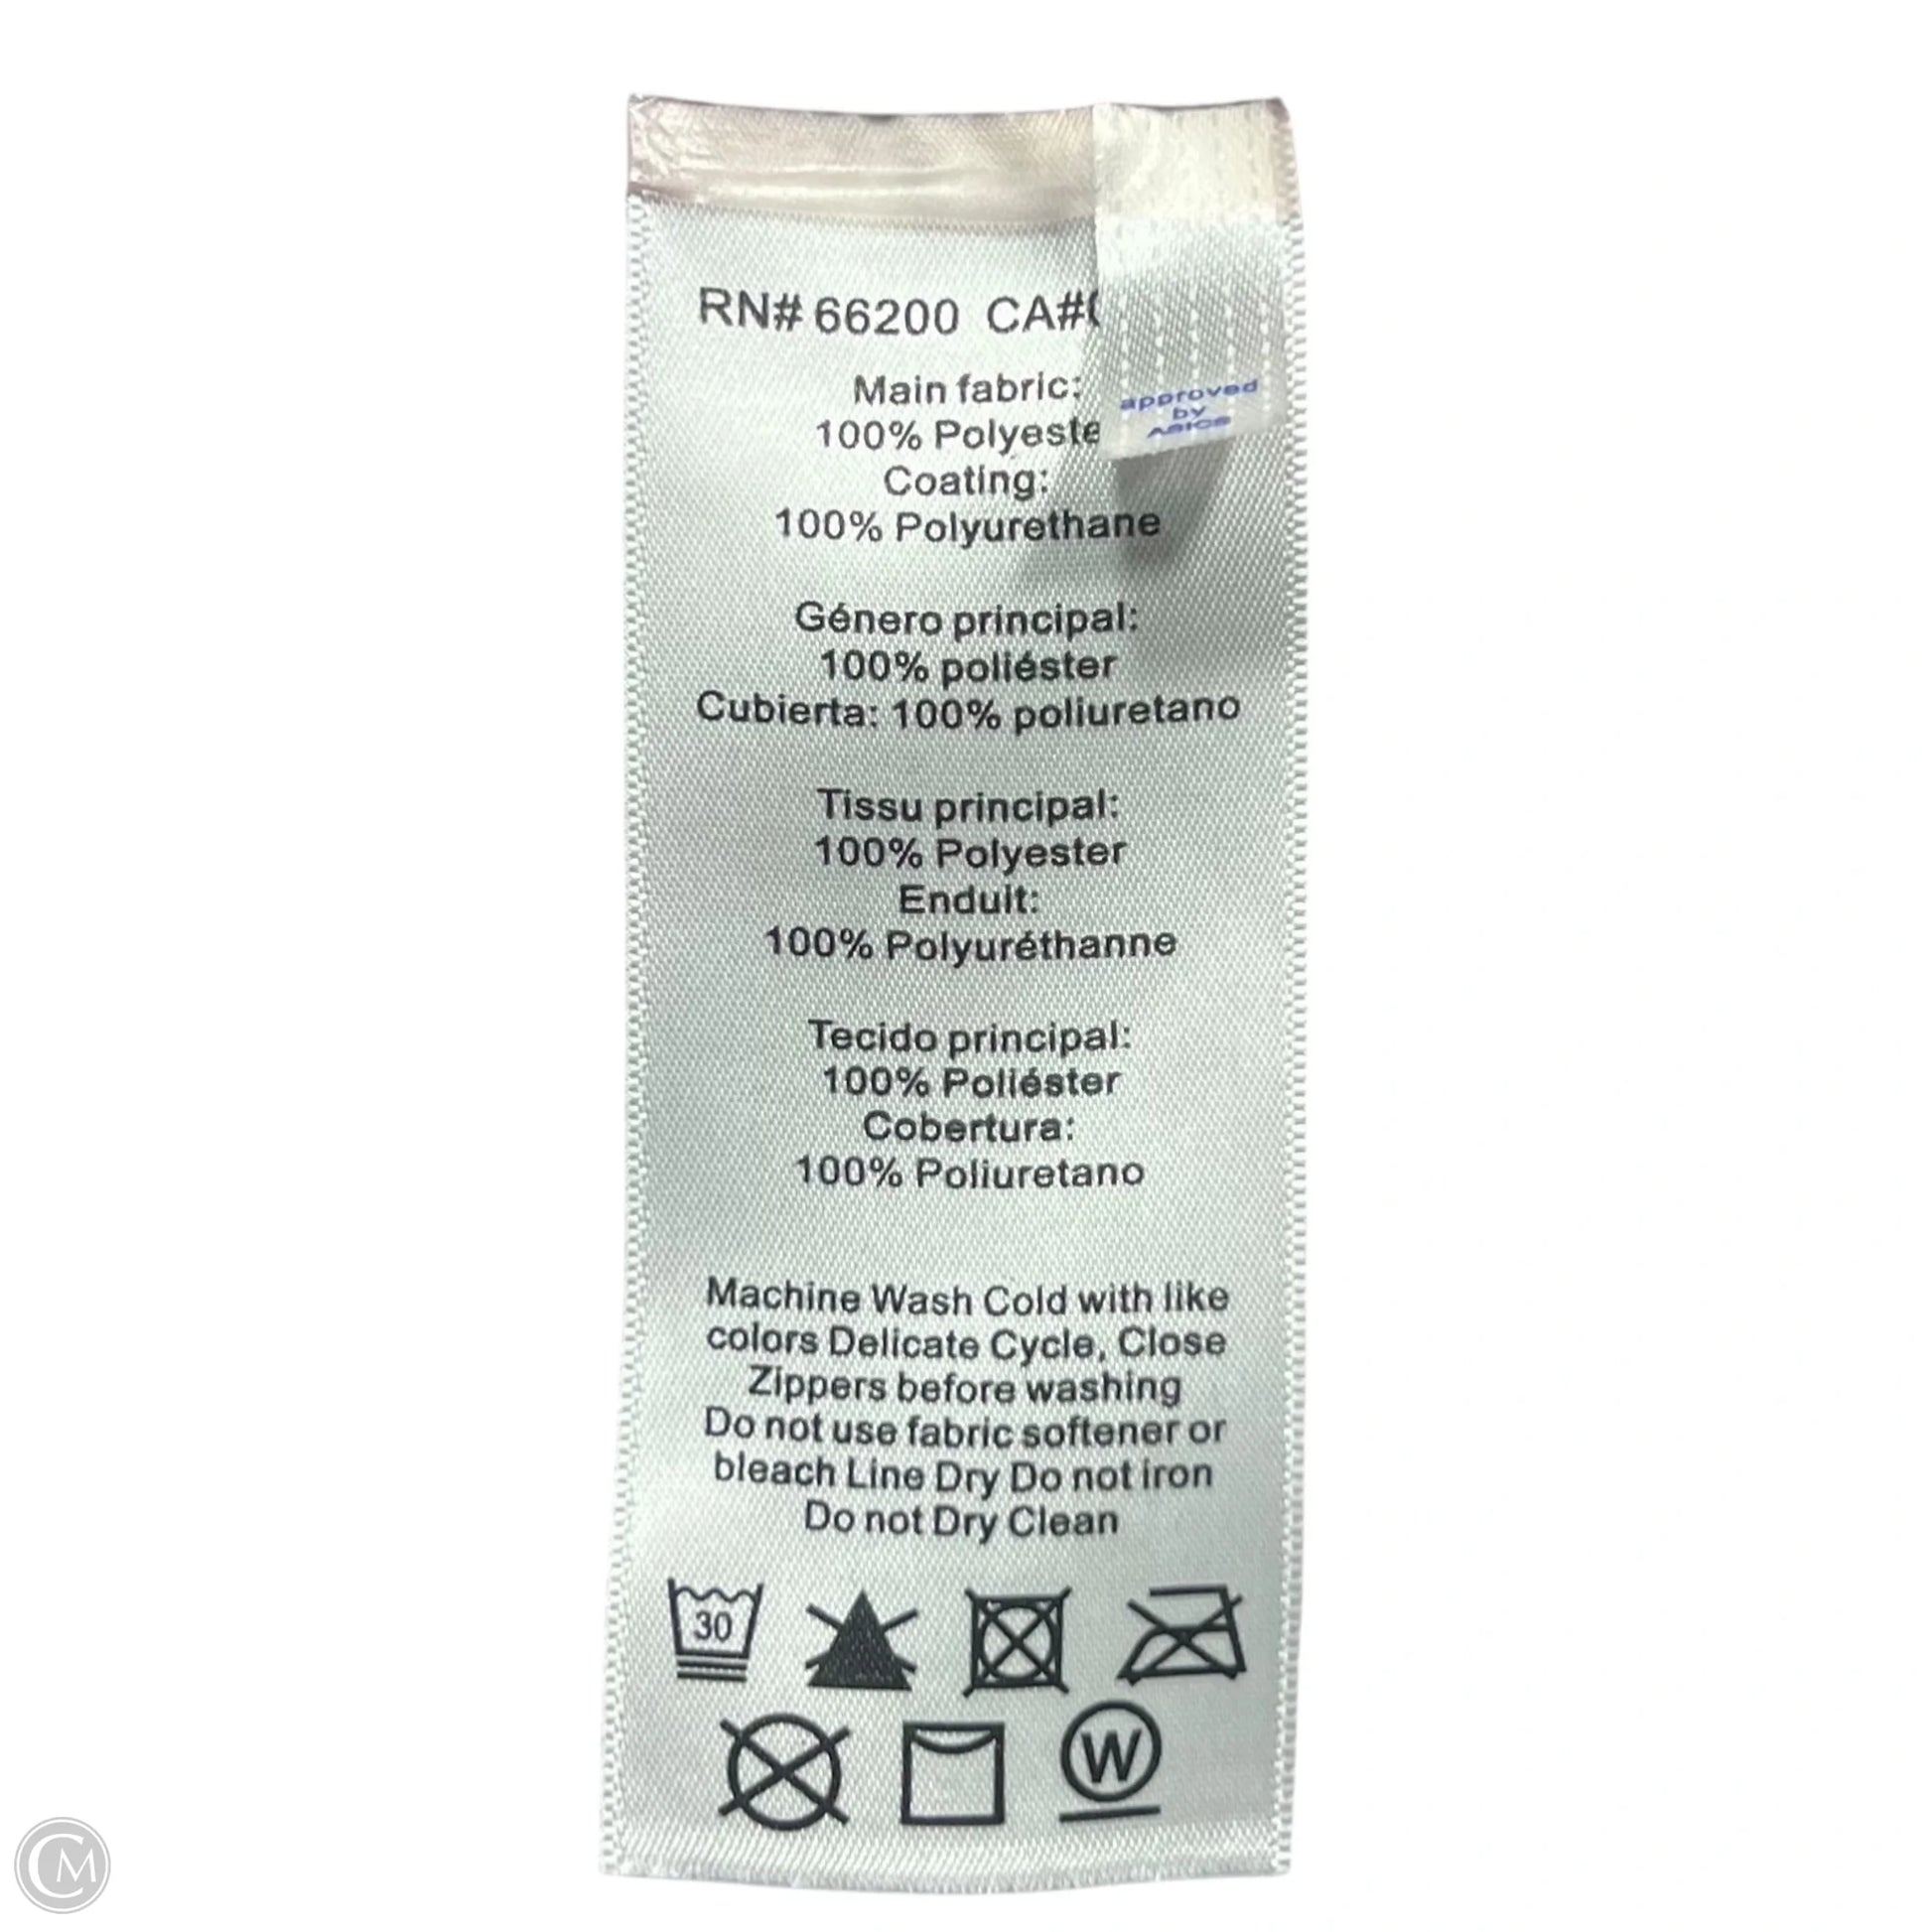 RN# 66200 CA#
Main fabric:
100% Polyeste
Coating:
100% Polyurethane
approved
by
ASICS
Género principal:
100% poliéster
Cubierta: 100% poliuretano
Tissu principal:
100% Polyester
Enduit:
100% Polyuréthanne
Tecido principal:
100% Poliéster
Cobertura:
100% Poliuretano
Machine Wash Cold with like
colors Delicate Cycle, Close
Zippers before washing
Do not use fabric softener or
bleach Line Dry Do not iron
Do not Dry Clean
30
W
CM